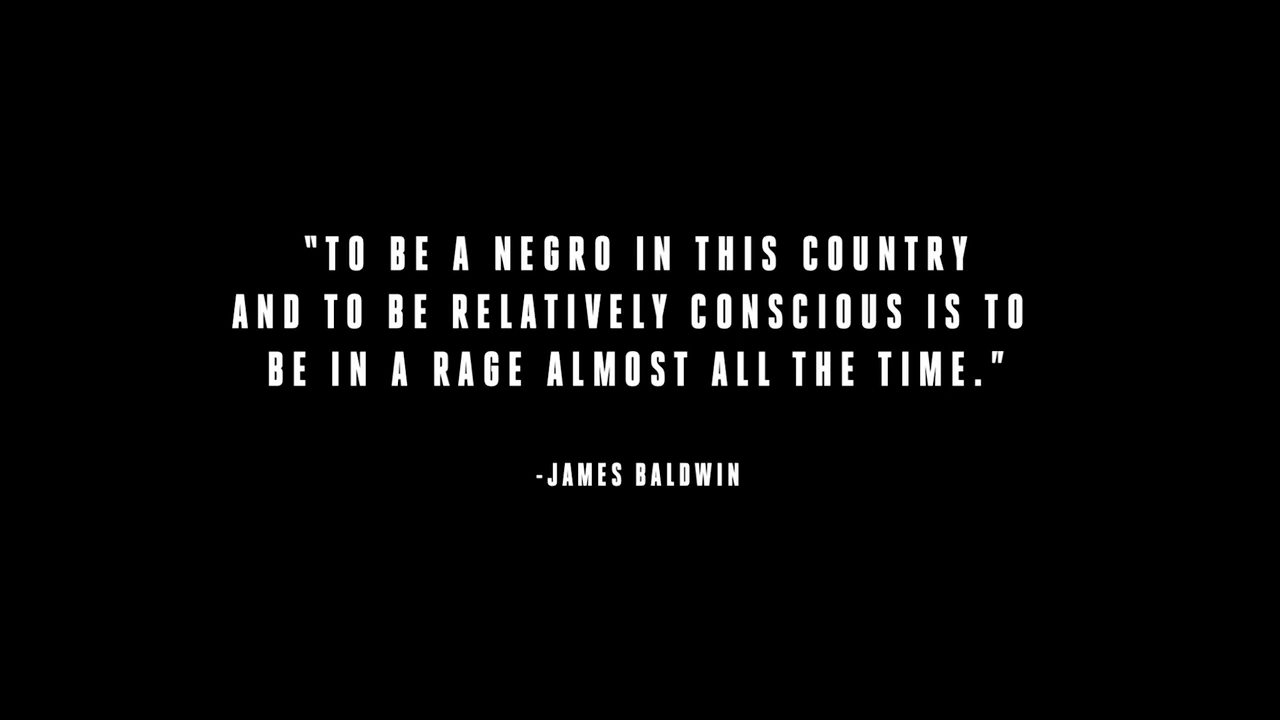 "TO BE A NEGRO IN THIS COUNTRY
AND TO BE RELATIVELY CONSCIOUS IS TO
BE IN A RAGE ALMOST ALL THE TIME."
-JAMES BALDWIN